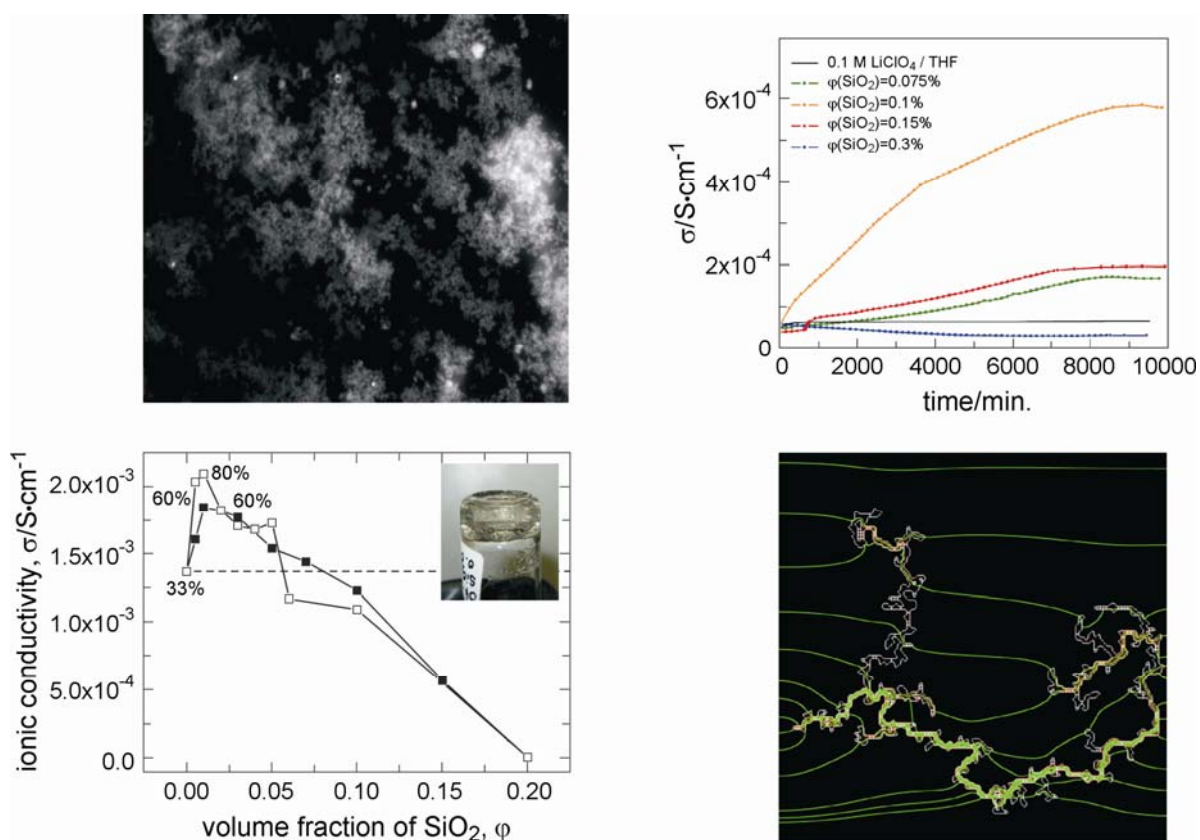 0.1 M LiClO₄ / THF
φ(SiO₂)=0.075%
φ(SiO₂)=0.1%
φ(SiO₂)=0.15%
φ(SiO₂)=0.3%
6x10⁻⁴
4x10⁻⁴
2x10⁻⁴
0
σ/S•cm⁻¹
0 2000 4000 6000 8000 10000
time/min.
ionic conductivity, σ/S•cm⁻¹
2.0x10⁻³
1.5x10⁻³
1.0x10⁻³
5.0x10⁻⁴
0.0
80%
60%
60%
33%
0.00 0.05 0.10 0.15 0.20
volume fraction of SiO₂, φ